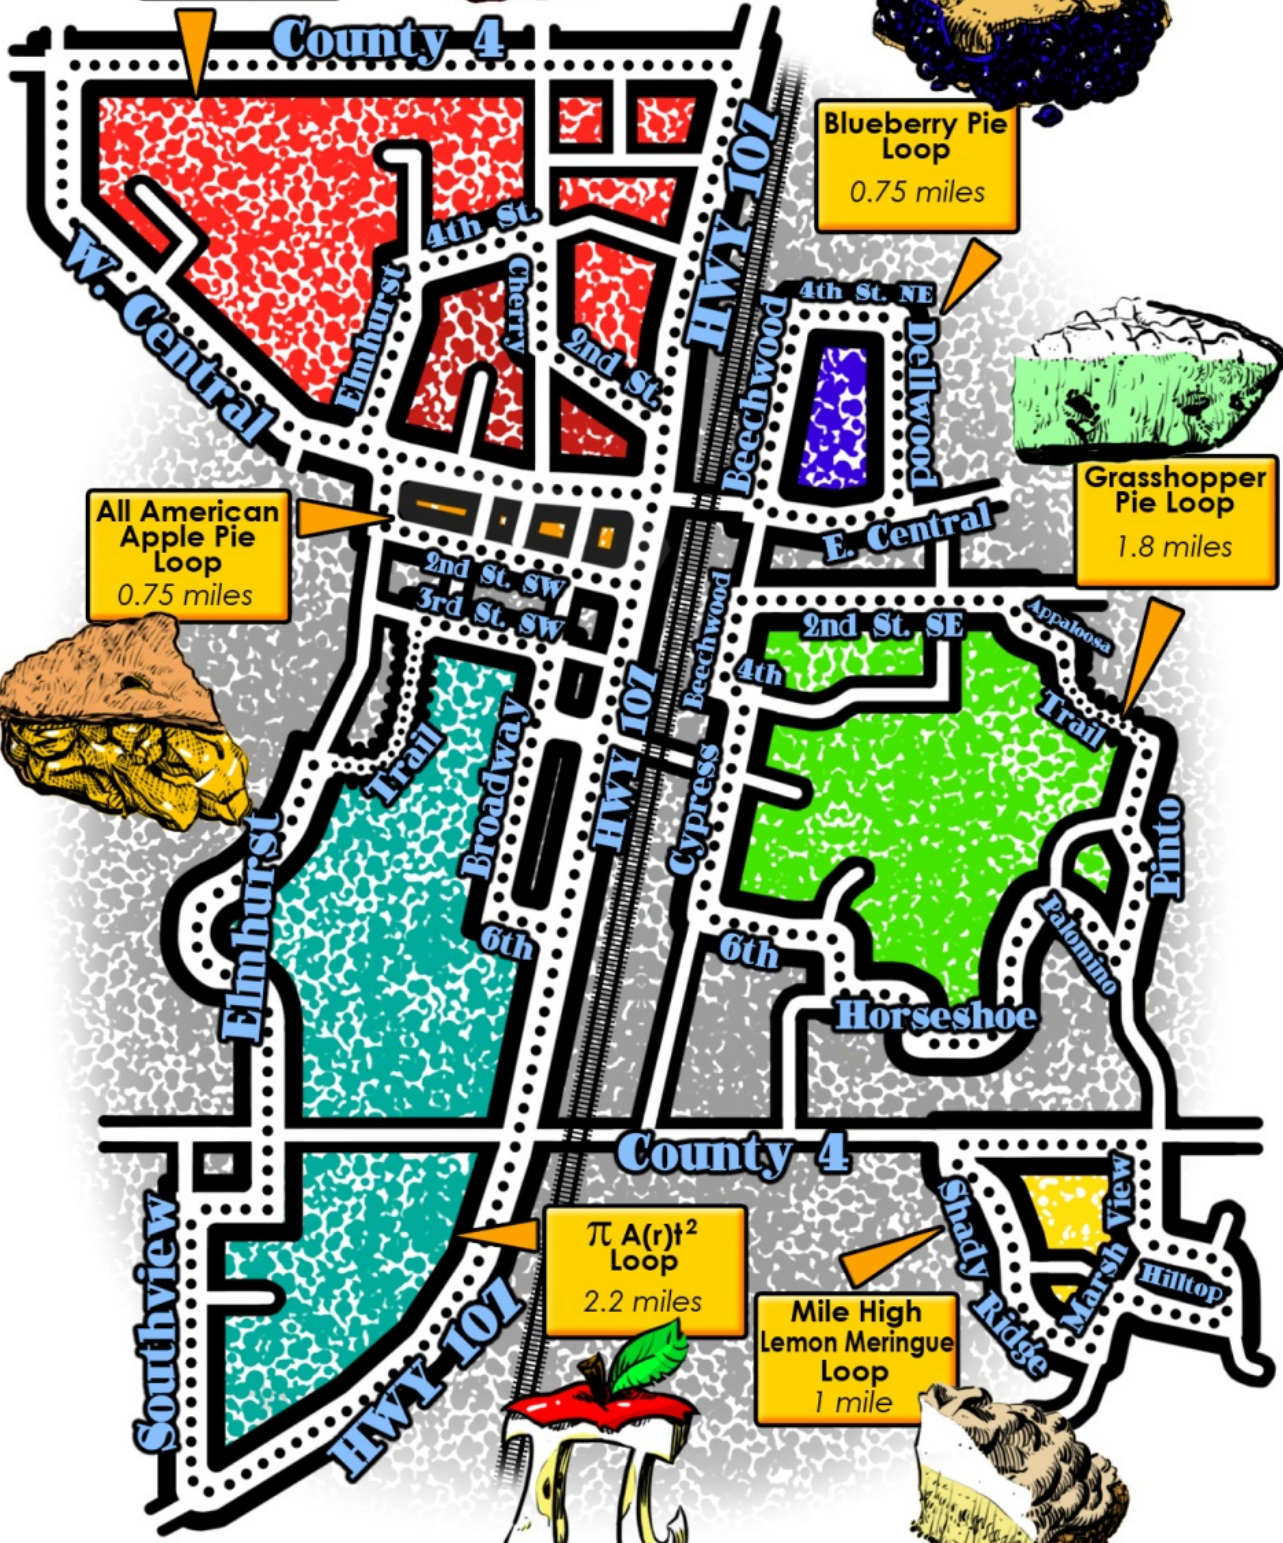 County 4
Blueberry Pie
Loop
0.75 miles
HWY 107
W. Central
4th St.
Elmhurst
Cherry
2nd St.
4th St. NE
Beechwood
Dellwood
E. Central
Grasshopper
Pie Loop
1.8 miles
All American
Apple Pie
Loop
0.75 miles
2nd St. SW
3rd St. SW
Beechwood
2nd St. SE
Appaloosa
Trail
4th
HWY 107
Trail
Broadway
Cypress
Pinto
Elmhurst
6th
6th
Palomino
Horseshoe
County 4
Southview
π A(r)t²
Loop
2.2 miles
HWY 107
Shady Ridge
Marsh View
Hilltop
Mile High
Lemon Meringue
Loop
1 mile